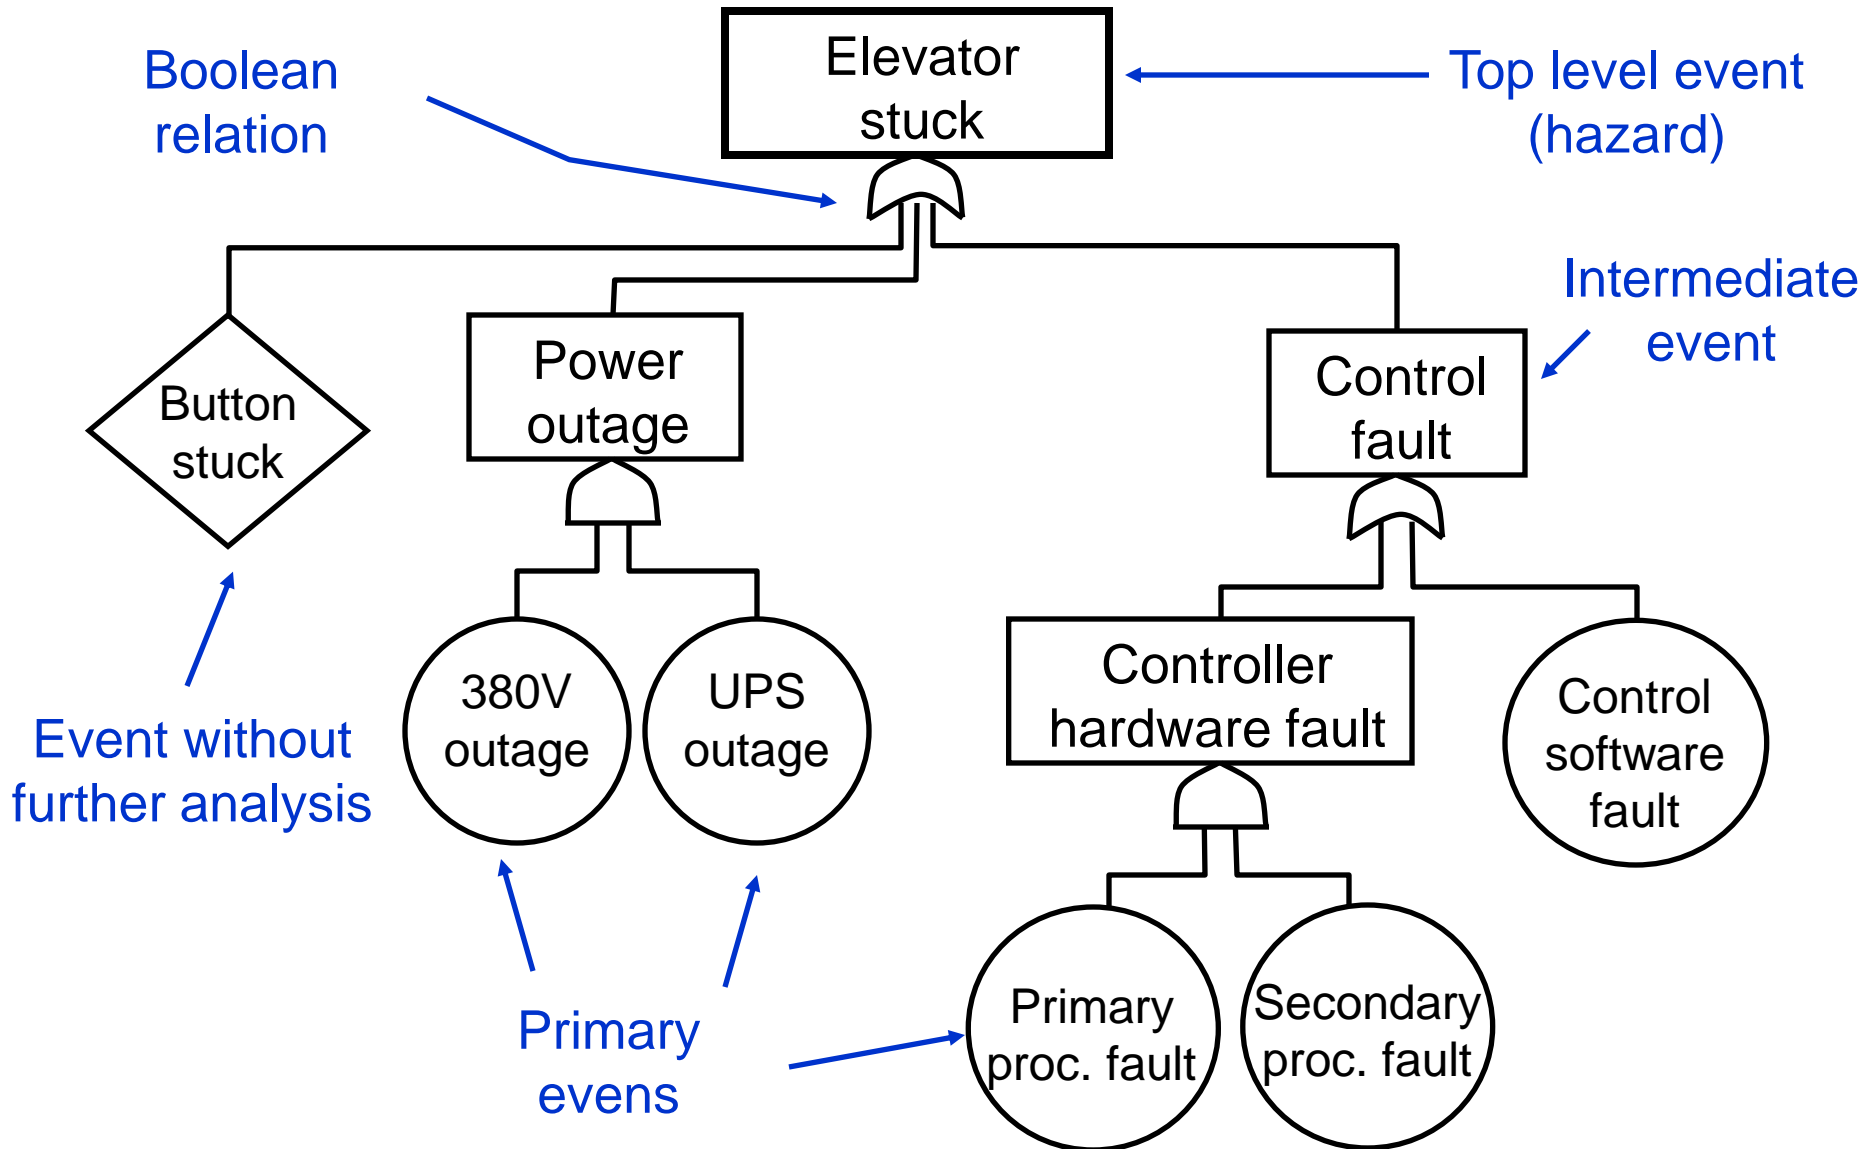 Elevator
stuck
Boolean
relation
Top level event
(hazard)
Intermediate
event
Button
stuck
Power
outage
Control
fault
380V
outage
UPS
outage
Controller
hardware fault
Control
software
fault
Event without
further analysis
Primary
evens
Primary
proc. fault
Secondary
proc. fault